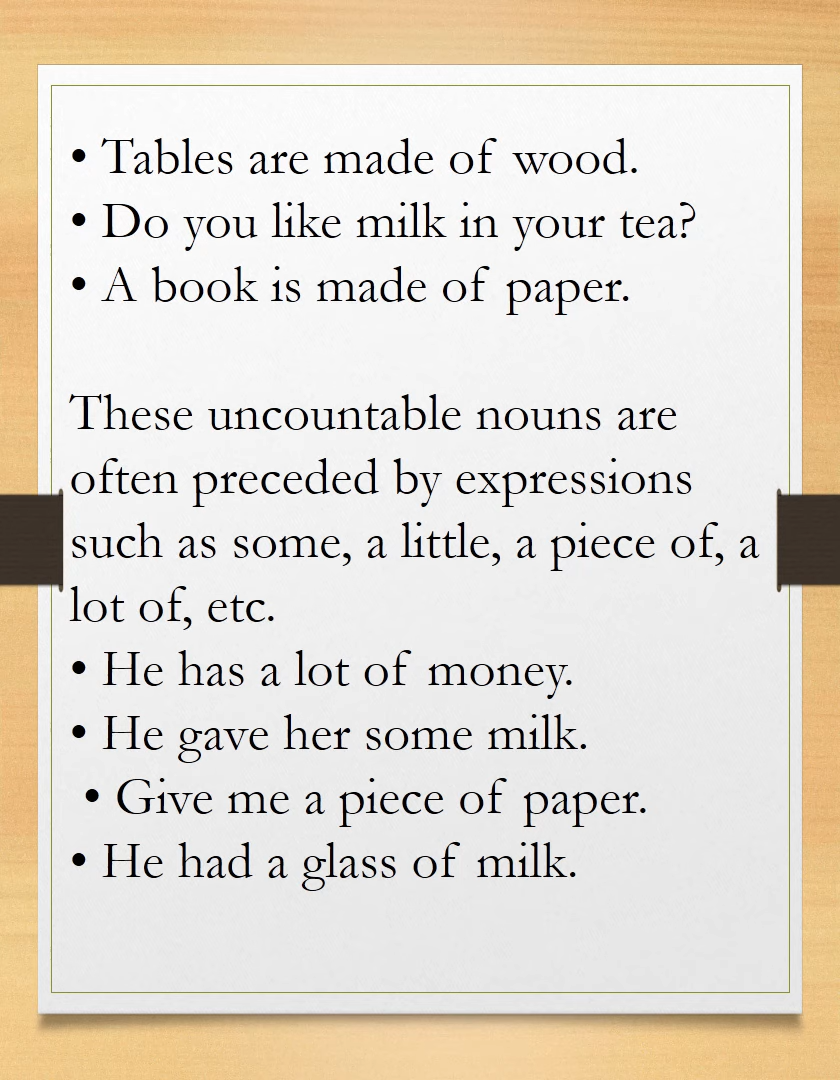 • Tables are made of wood.
• Do you like milk in your tea?
• A book is made of paper.
These uncountable nouns are
often preceded by expressions
such as some, a little, a piece of, a
lot of, etc.
• He has a lot of money.
• He gave her some milk.
• Give me a piece of paper.
• He had a glass of milk.